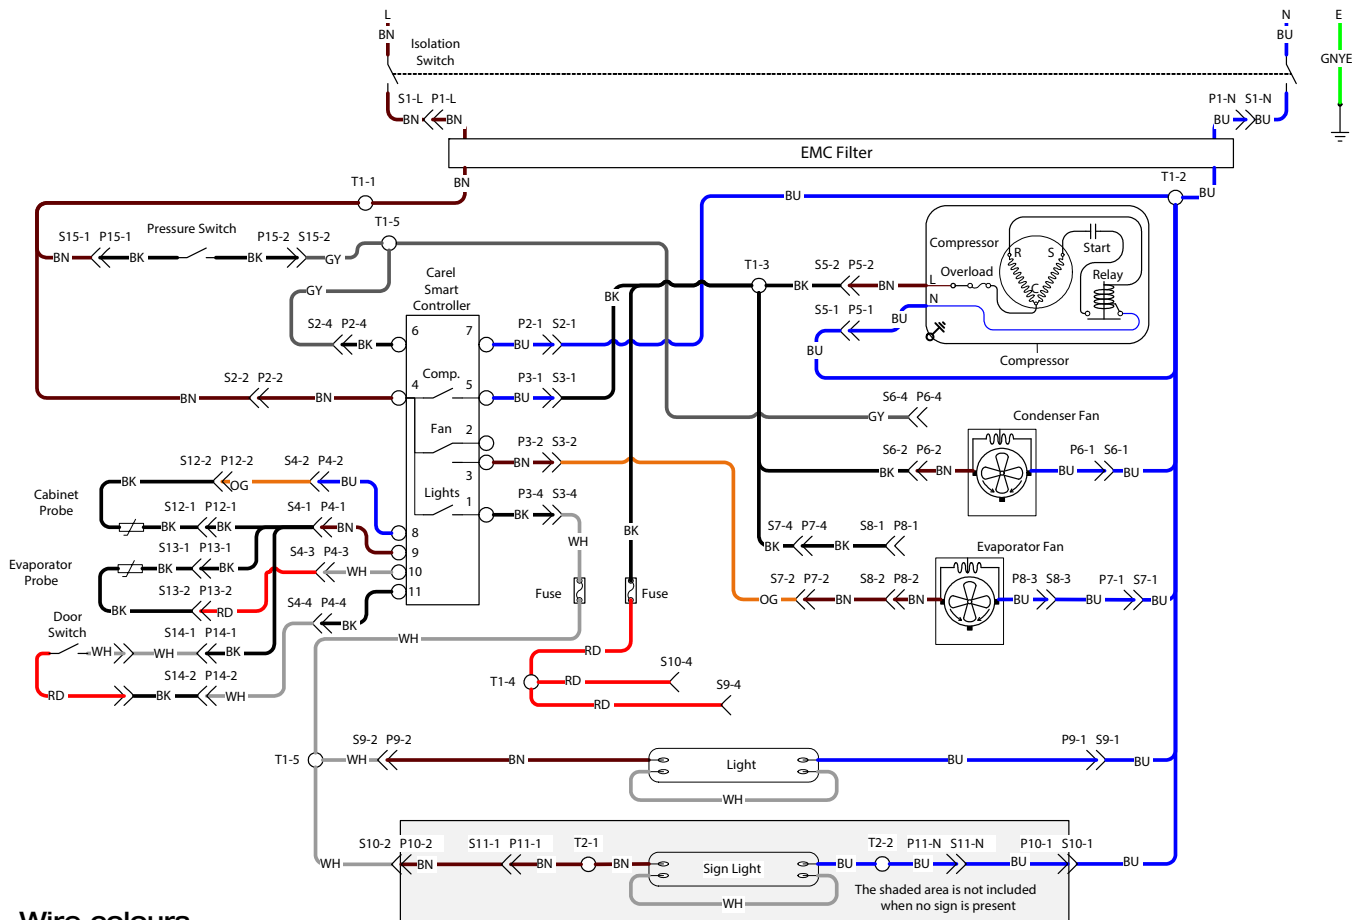 L N E
BN BU GNYE
Isolation
Switch
S1-L P1-L P1-N S1-N
BN BN BU BU
EMC Filter
T1-1 BN T1-2
BU BU
T1-5
S15-1 P15-1 Pressure Switch P15-2 S15-2
BN BK BK GY
Compressor
R S Start
Overload C Relay
L
N
Compressor
T1-3 S5-2 P5-2
BK BN
S5-1 P5-1
BU
BU
Carel
Smart
Controller
GY BK
S2-4 P2-4 6 7 P2-1 S2-1
BK BU
Comp.
S2-2 P2-2 4 5 P3-1 S3-1
BN BN BU
S6-4 P6-4
GY
Condenser Fan
Fan 2 P3-2 S3-2
3 BN
S6-2 P6-2 P6-1 S6-1
BK BN BU BU
S12-2 P12-2 S4-2 P4-2
BK OG BU
Lights 1 P3-4 S3-4
BK
WH
Cabinet
Probe
S12-1 P12-1 S4-1 P4-1
BK BK BN
8
9
10
11
BK
S7-4 P7-4 S8-1 P8-1
BK BK
Evaporator
Probe
S13-1 P13-1 S4-3 P4-3
BK BK WH
S13-2 P13-2
BK RD
Evaporator Fan
S7-2 P7-2 S8-2 P8-2 P8-3 S8-3 P7-1 S7-1
OG BN BN BU BU BU
Fuse Fuse
S4-4 P4-4
BK
Door
Switch
S14-1 P14-1
WH WH BK
WH
S14-2 P14-2
RD BK WH
RD
T1-4 RD S10-4
RD S9-4
S9-2 P9-2 P9-1 S9-1
T1-5 WH BN Light BU BU
WH
S10-2 P10-2 S11-1 P11-1 T2-1 T2-2 P11-N S11-N P10-1 S10-1
WH BN BN BN Sign Light BU BU BU BU
WH
The shaded area is not included
when no sign is present
Wire colours